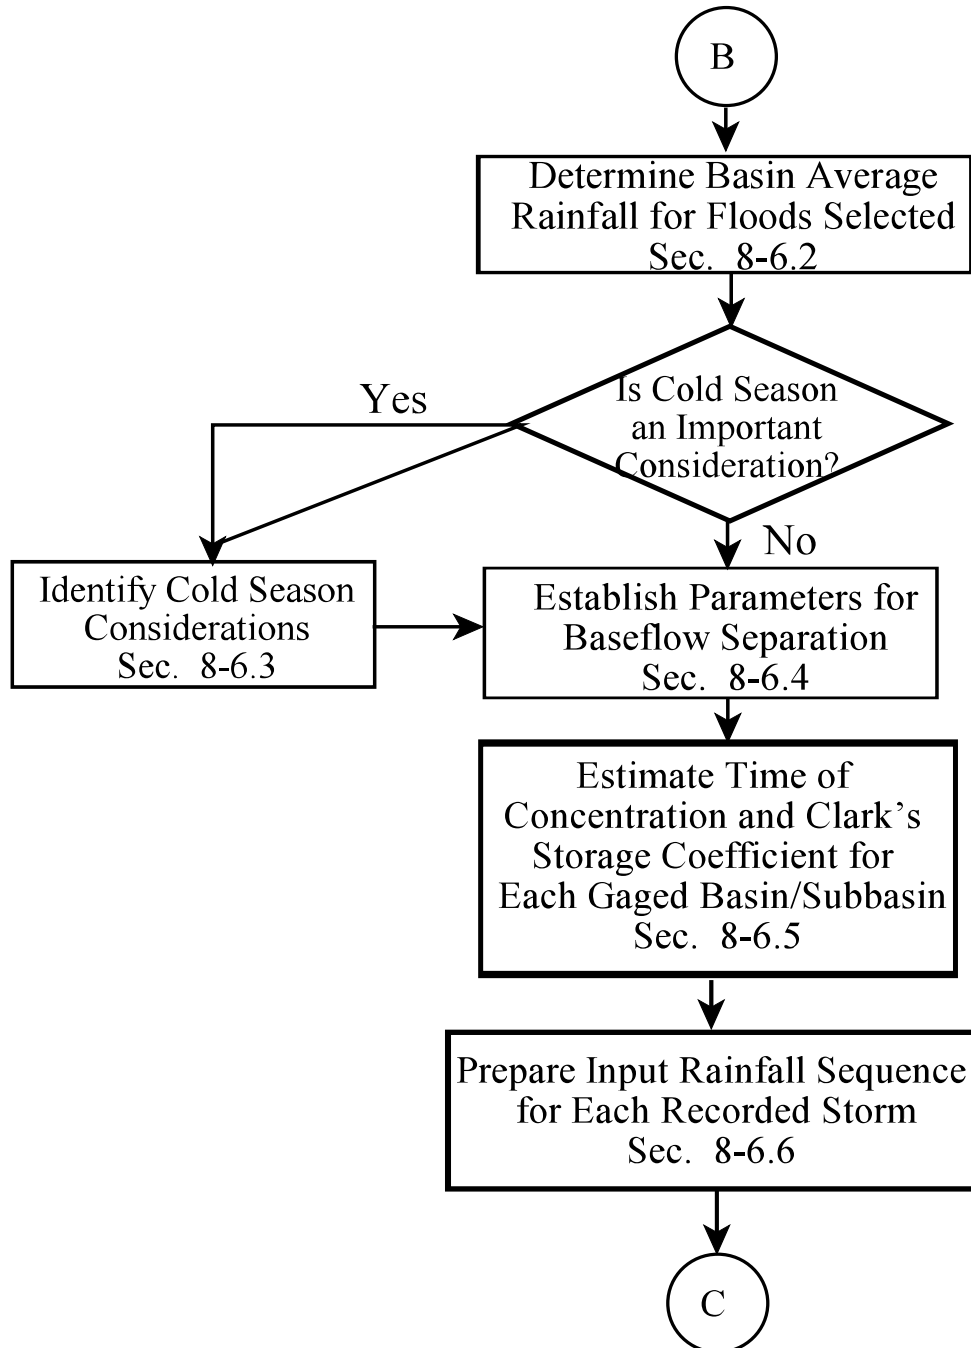 B
Determine Basin Average
Rainfall for Floods Selected
Sec. 8-6.2
Is Cold Season
an Important
Consideration?
Yes
No
Identify Cold Season
Considerations
Sec. 8-6.3
Establish Parameters for
Baseflow Separation
Sec. 8-6.4
Estimate Time of
Concentration and Clark’s
Storage Coefficient for
Each Gaged Basin/Subbasin
Sec. 8-6.5
Prepare Input Rainfall Sequence
for Each Recorded Storm
Sec. 8-6.6
C